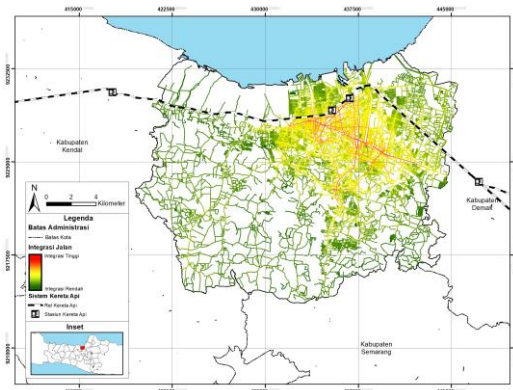 415000
422500
430000
437500
445000
9232500
9225000
9217500
9210000
Kabupaten
Kendal
Kabupaten
Demak
Kabupaten
Semarang
N
0 2 4
Kilometer
Legenda
Batas Administrasi
Batas Kota
Integrasi Jalan
Integrasi Tinggi
Integrasi Rendah
Sistem Kereta Api
Rel Kereta Api
Stasiun Kereta Api
Inset